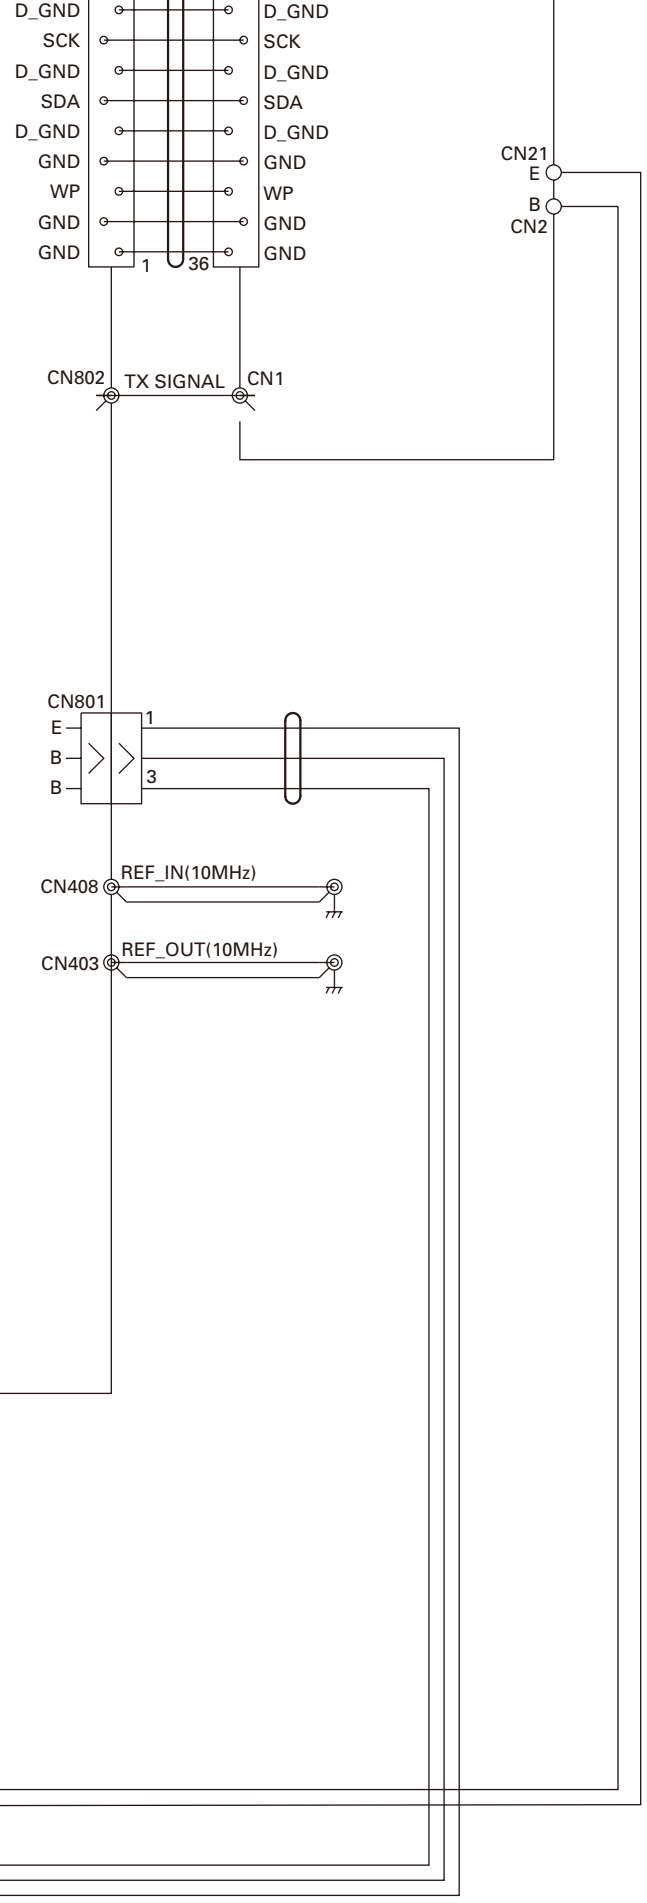 D_GND D_GND
SCK SCK
D_GND D_GND
SDA SDA
D_GND D_GND
GND GND
WP WP
GND GND
GND 1 36 GND
CN21
E
B
CN2
CN802 TX SIGNAL CN1
CN801
E 1
B
B 3
CN408 REF_IN(10MHz)
CN403 REF_OUT(10MHz)